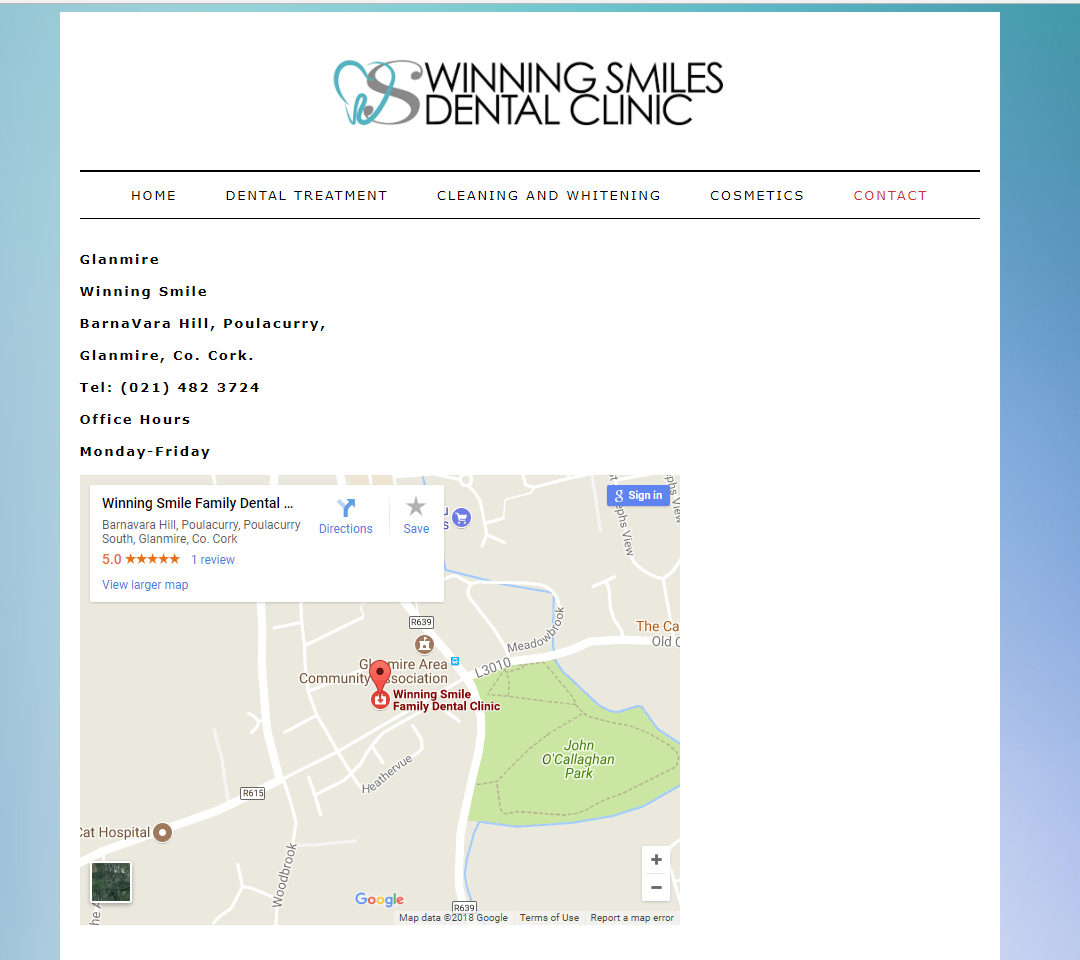 WINNING SMILES
DENTAL CLINIC
HOME DENTAL TREATMENT CLEANING AND WHITENING COSMETICS CONTACT
Glanmire
Winning Smile
BarnaVara Hill, Poulacurry,
Glanmire, Co. Cork.
Tel: (021) 482 3724
Office Hours
Monday-Friday
Winning Smile Family Dental ...
Barnavara Hill, Poulacurry, Poulacurry
South, Glanmire, Co. Cork
5.0 1 review
View larger map
Directions
Save
Sign in
R639
Meadowbrook
The Ca
Old C
L3010
Glanmire Area
Community Association
Winning Smile
Family Dental Clinic
John
O'Callaghan
Park
Heathervue
R615
Cat Hospital
Woodbrook
Google
R639
Map data ©2018 Google Terms of Use Report a map error